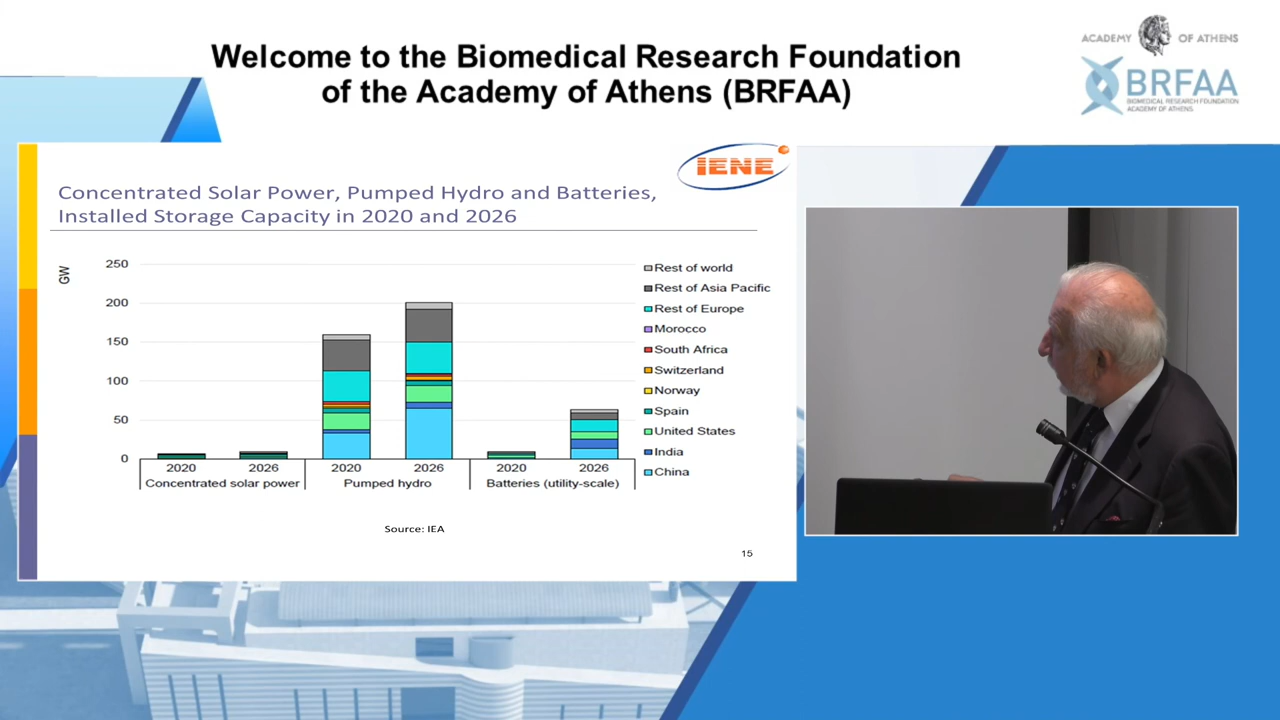 Welcome to the Biomedical Research Foundation
of the Academy of Athens (BRFAA)
ACADEMY OF ATHENS
BRFAA
BIOMEDICAL RESEARCH FOUNDATION
ACADEMY OF ATHENS
IENE
Concentrated Solar Power, Pumped Hydro and Batteries,
Installed Storage Capacity in 2020 and 2026
GW
250
200
150
100
50
0
2020 2026 2020 2026 2020 2026
Concentrated solar power Pumped hydro Batteries (utility-scale)
Rest of world
Rest of Asia Pacific
Rest of Europe
Morocco
South Africa
Switzerland
Norway
Spain
United States
India
China
Source: IEA
15